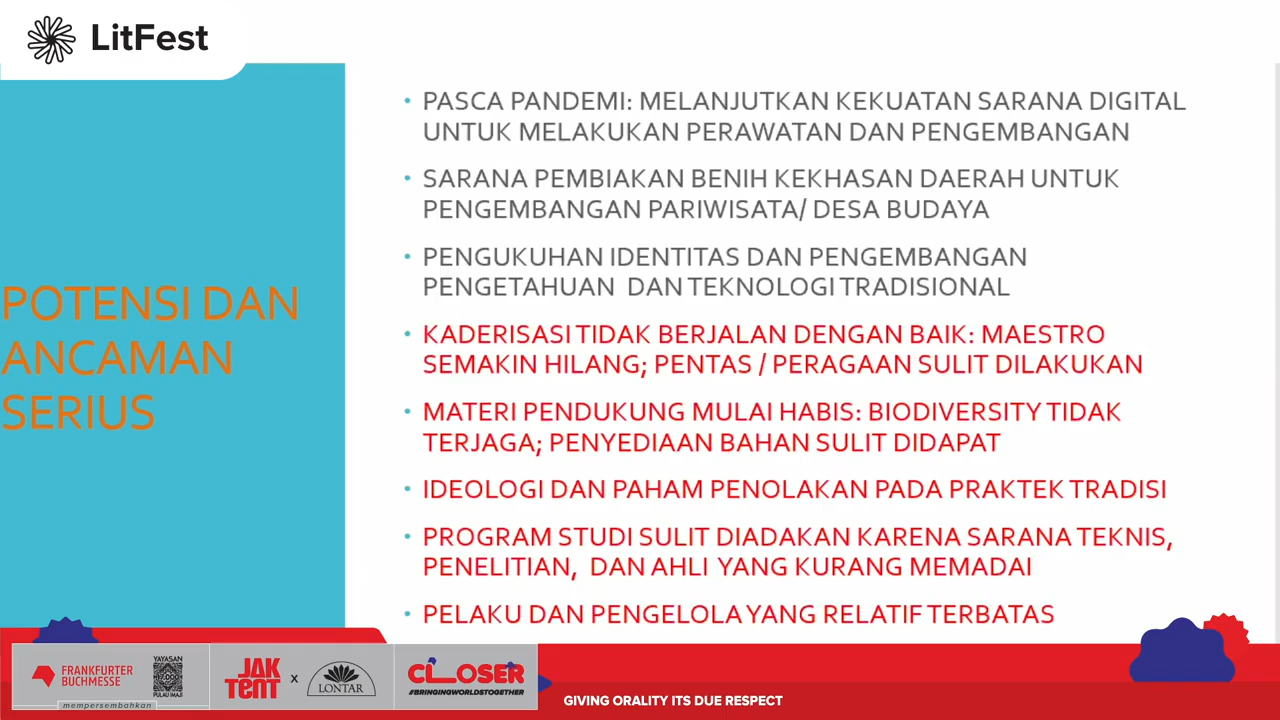 LitFest
POTENSI DAN
ANCAMAN
SERIUS
• PASCA PANDEMI: MELANJUTKAN KEKUATAN SARANA DIGITAL
UNTUK MELAKUKAN PERAWATAN DAN PENGEMBANGAN
• SARANA PEMBIAKAN BENIH KEKHASAN DAERAH UNTUK
PENGEMBANGAN PARIWISATA/ DESA BUDAYA
• PENGUKUHAN IDENTITAS DAN PENGEMBANGAN
PENGETAHUAN DAN TEKNOLOGI TRADISIONAL
• KADERISASI TIDAK BERJALAN DENGAN BAIK: MAESTRO
SEMAKIN HILANG; PENTAS / PERAGAAN SULIT DILAKUKAN
• MATERI PENDUKUNG MULAI HABIS: BIODIVERSITY TIDAK
TERJAGA; PENYEDIAAN BAHAN SULIT DIDAPAT
• IDEOLOGI DAN PAHAM PENOLAKAN PADA PRAKTEK TRADISI
• PROGRAM STUDI SULIT DIADAKAN KARENA SARANA TEKNIS,
PENELITIAN, DAN AHLI YANG KURANG MEMADAI
• PELAKU DAN PENGELOLA YANG RELATIF TERBATAS
FRANKFURTER
BUCHMESSE
YAYASAN
17.000
PULAU IMAJI
mempersembahkan
JAK
TENT
x
LONTAR
CLOSER
#BRINGINGWORLDSTOGETHER
GIVING ORALITY ITS DUE RESPECT